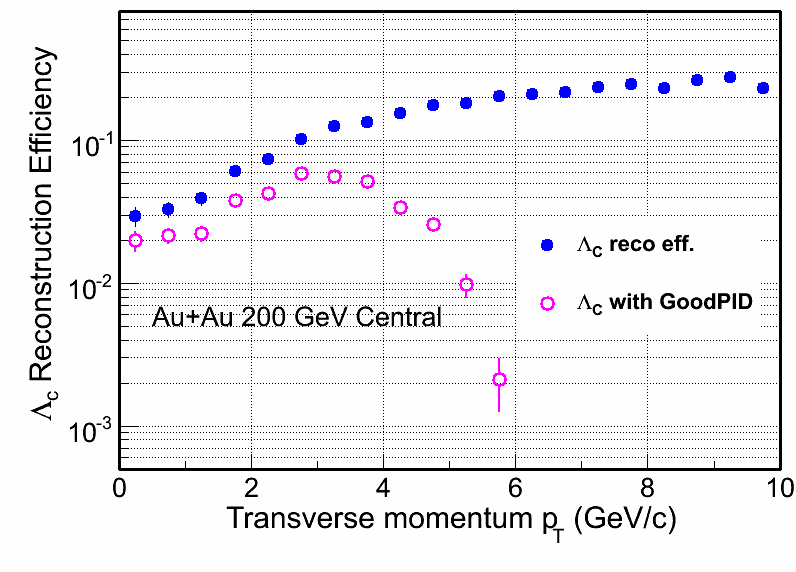 Λc Reconstruction Efficiency
10-1
10-2
10-3
Λc reco eff.
Λc with GoodPID
Au+Au 200 GeV Central
0 2 4 6 8 10
Transverse momentum pT (GeV/c)